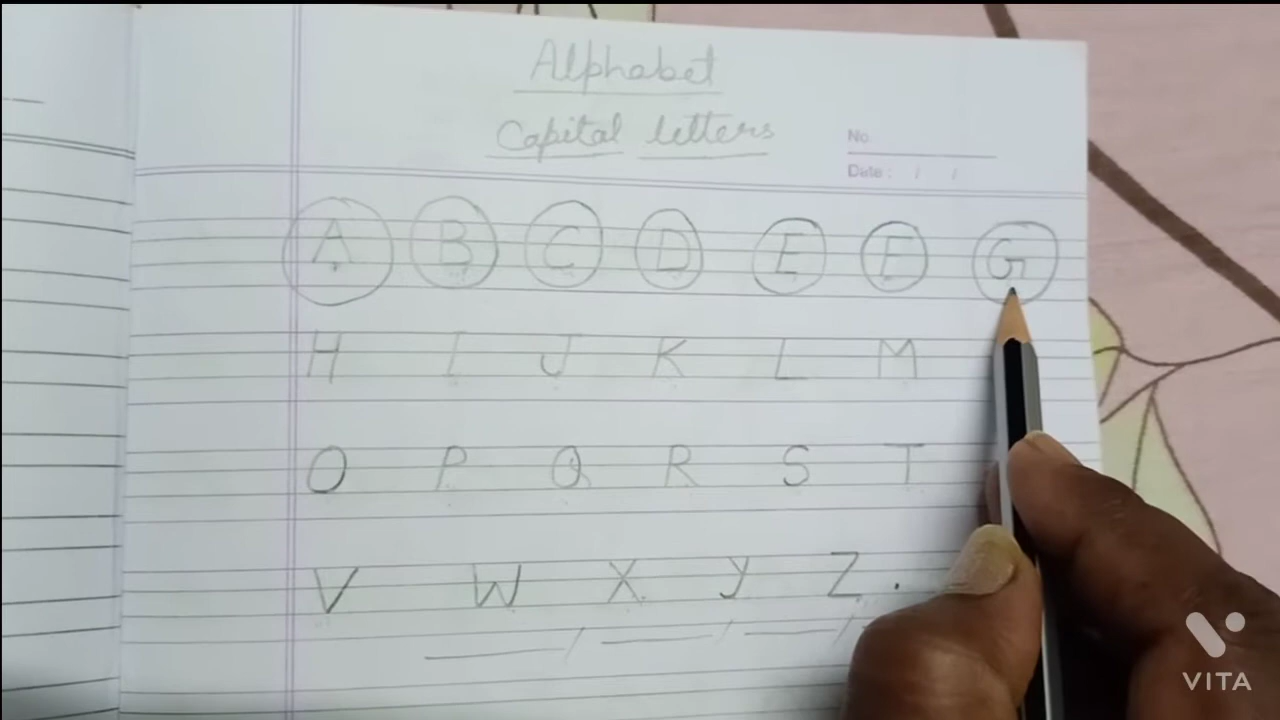 Alphabet
Capital letters
No.
Date : / /
A B C D E F G
H I J K L M
O P Q R S T
V W X Y Z .
VITA